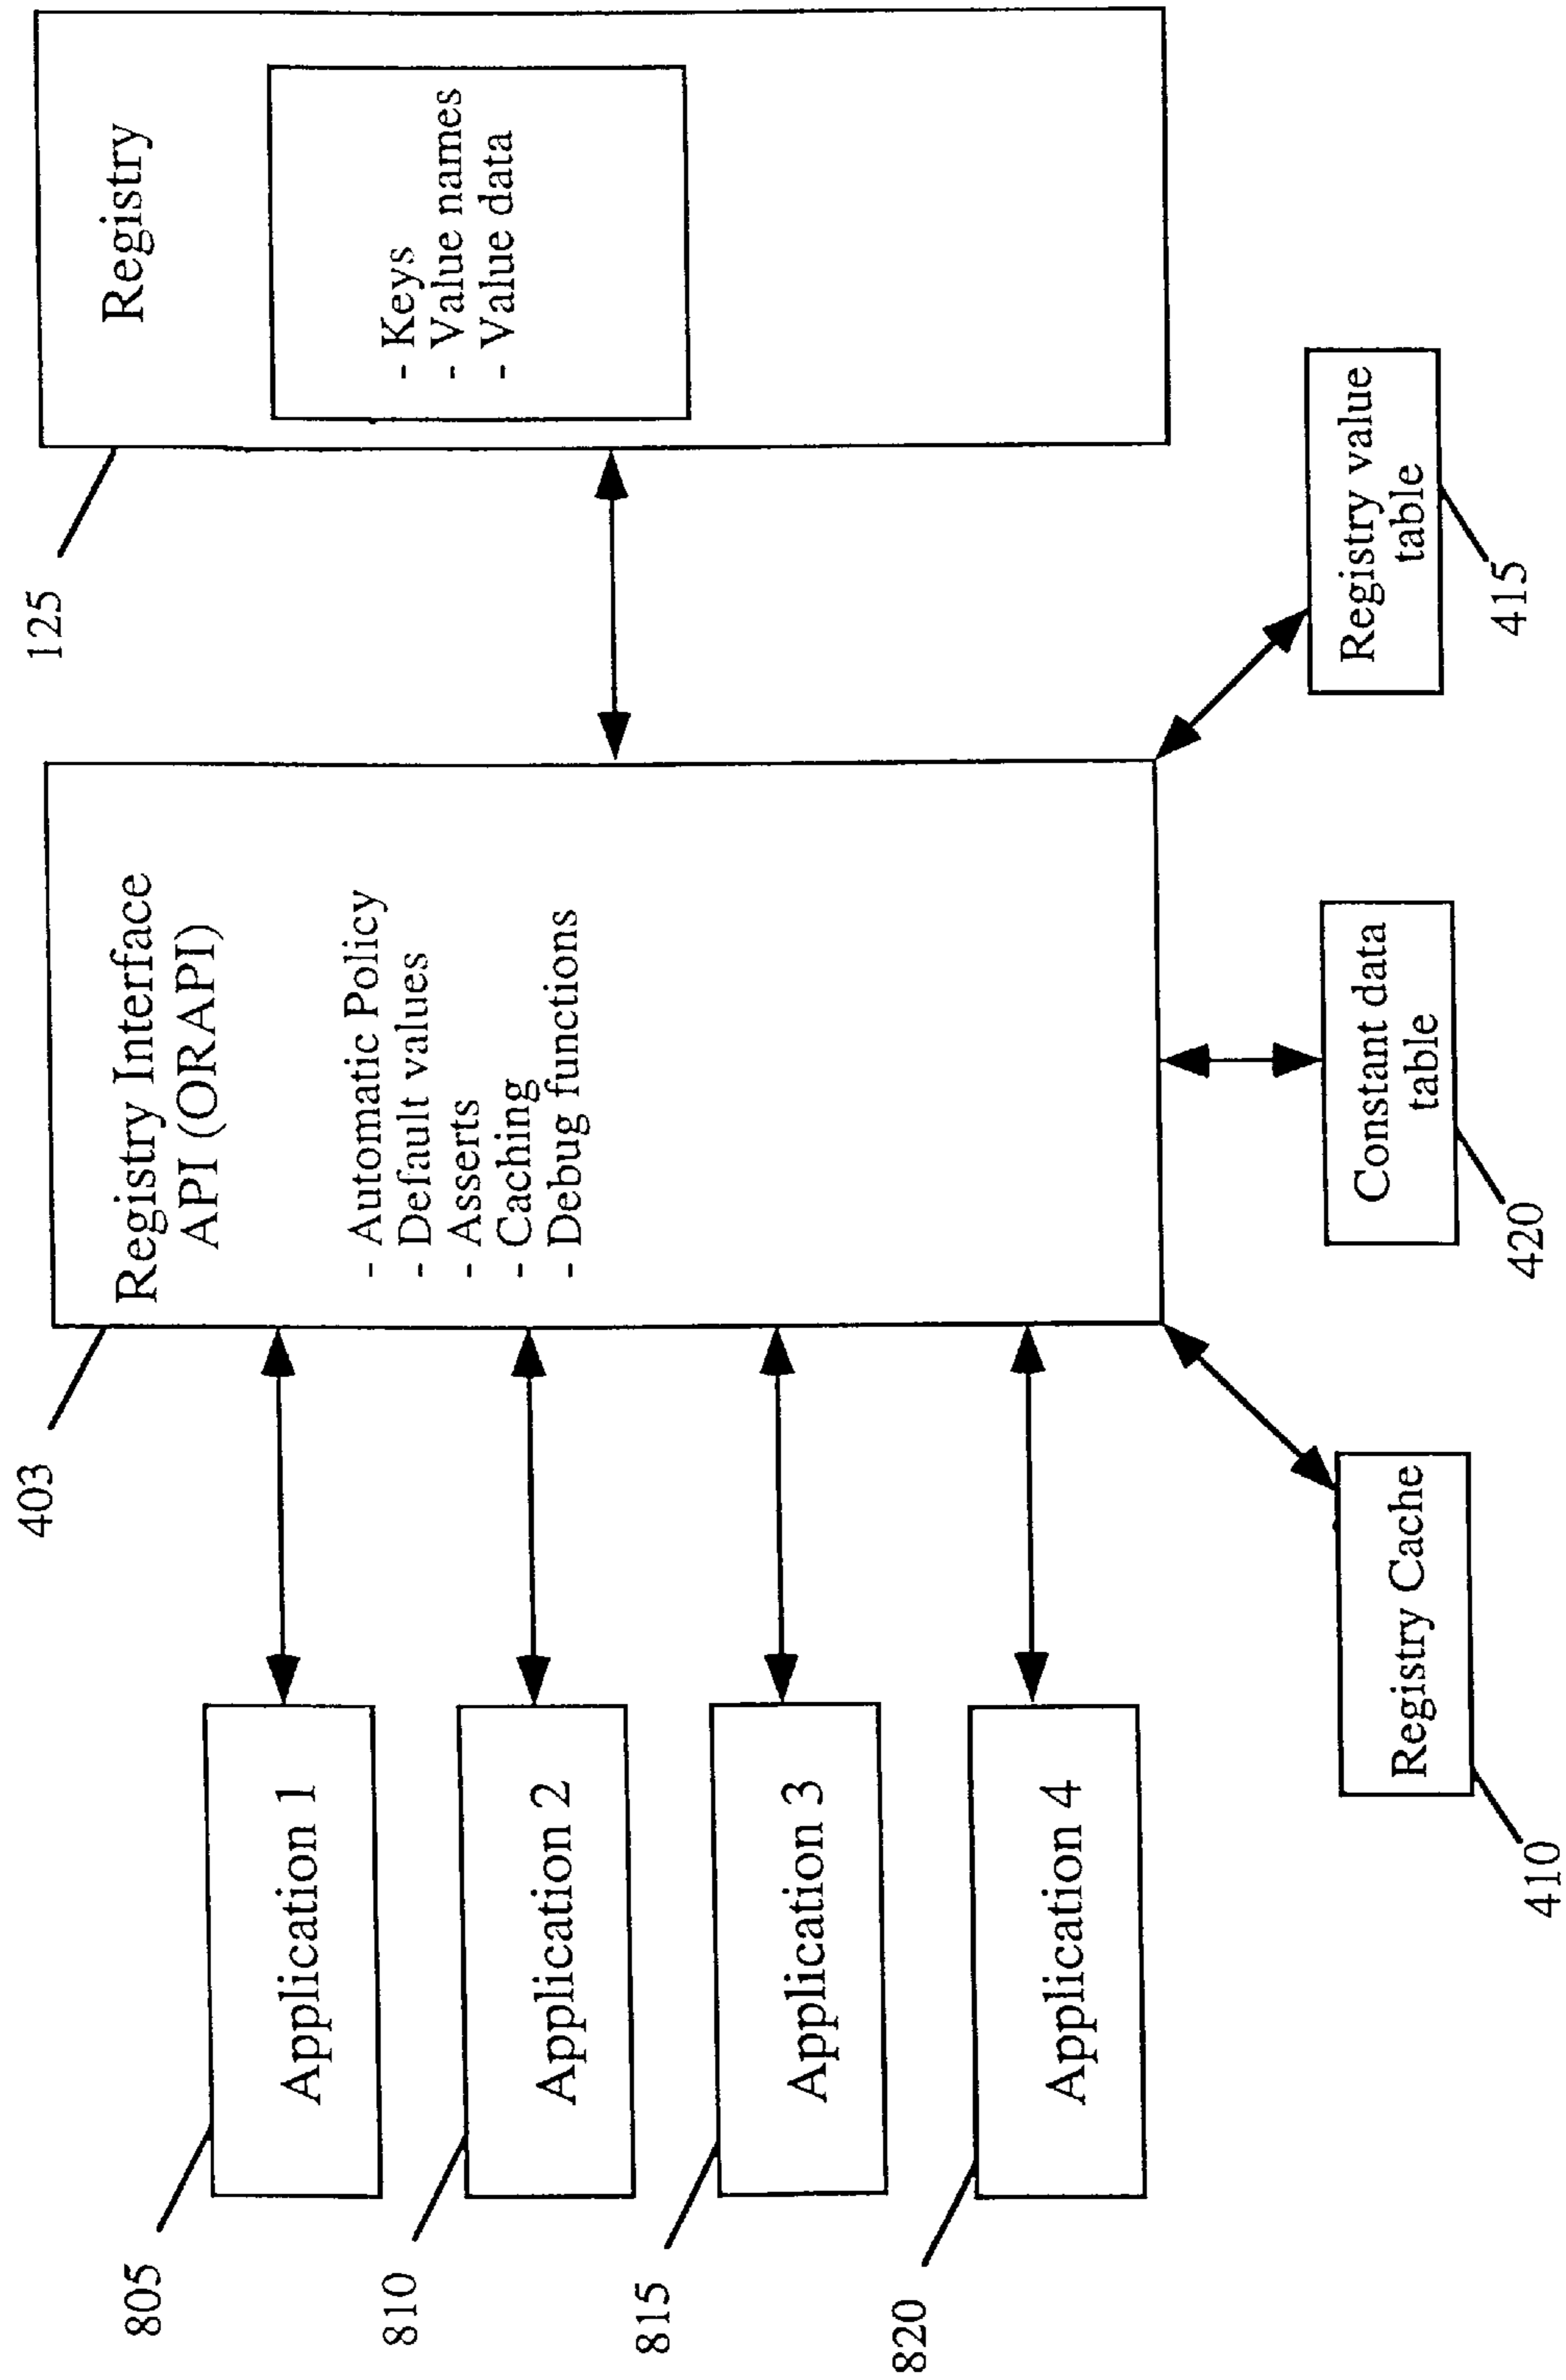 805
Application 1
810
Application 2
815
Application 3
820
Application 4
403
Registry Interface
API (ORAPI)
- Automatic Policy
- Default values
- Asserts
- Caching
- Debug functions
125
Registry
- Keys
- Value names
- Value data
Registry Cache
410
Constant data
table
420
Registry value
table
415